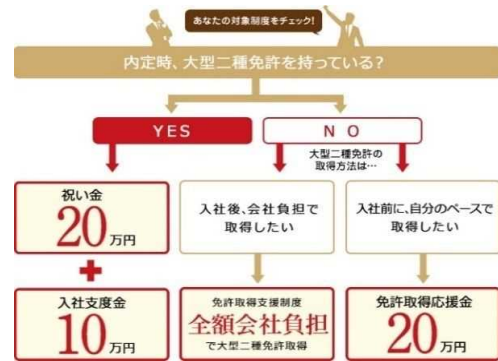 あなたの対象制度をチェック!
内定時、大型二種免許を持っている?
YES
NO
大型二種免許の
取得方法は…
祝い金
20万円
+
入社支度金
10万円
入社後、会社負担で
取得したい
免許取得支援制度
全額会社負担
で大型二種免許取得
入社前に、自分のペースで
取得したい
免許取得応援金
20万円